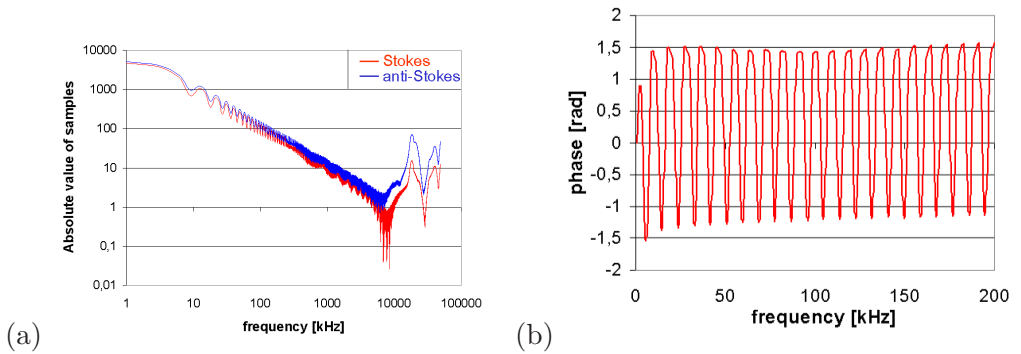 10000
1000
100
10
1
0,1
0,01
Absolute value of samples
Stokes
anti-Stokes
1 10 100 1000 10000 100000
frequency [kHz]
(a)
2
1,5
1
0,5
0
-0,5
-1
-1,5
-2
phase [rad]
0 50 100 150 200
frequency [kHz]
(b)